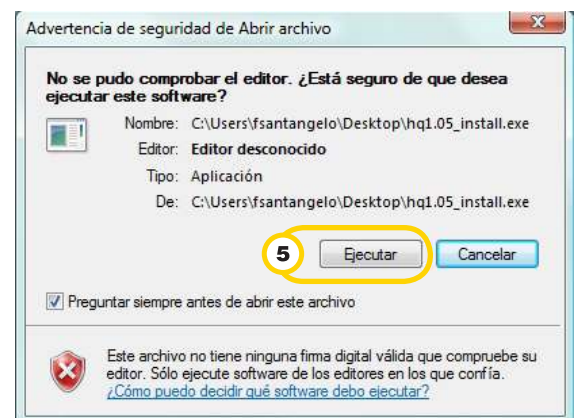 Advertencia de seguridad de Abrir archivo
No se pudo comprobar el editor. ¿Está seguro de que desea
ejecutar este software?
Nombre: C:\Users\fsantangelo\Desktop\hq1.05_install.exe
Editor: Editor desconocido
Tipo: Aplicación
De: C:\Users\fsantangelo\Desktop\hq1.05_install.exe
5 Ejecutar Cancelar
Preguntar siempre antes de abrir este archivo
Este archivo no tiene ninguna firma digital válida que compruebe su
editor. Sólo ejecute software de los editores en los que confía.
¿Cómo puedo decidir qué software debo ejecutar?